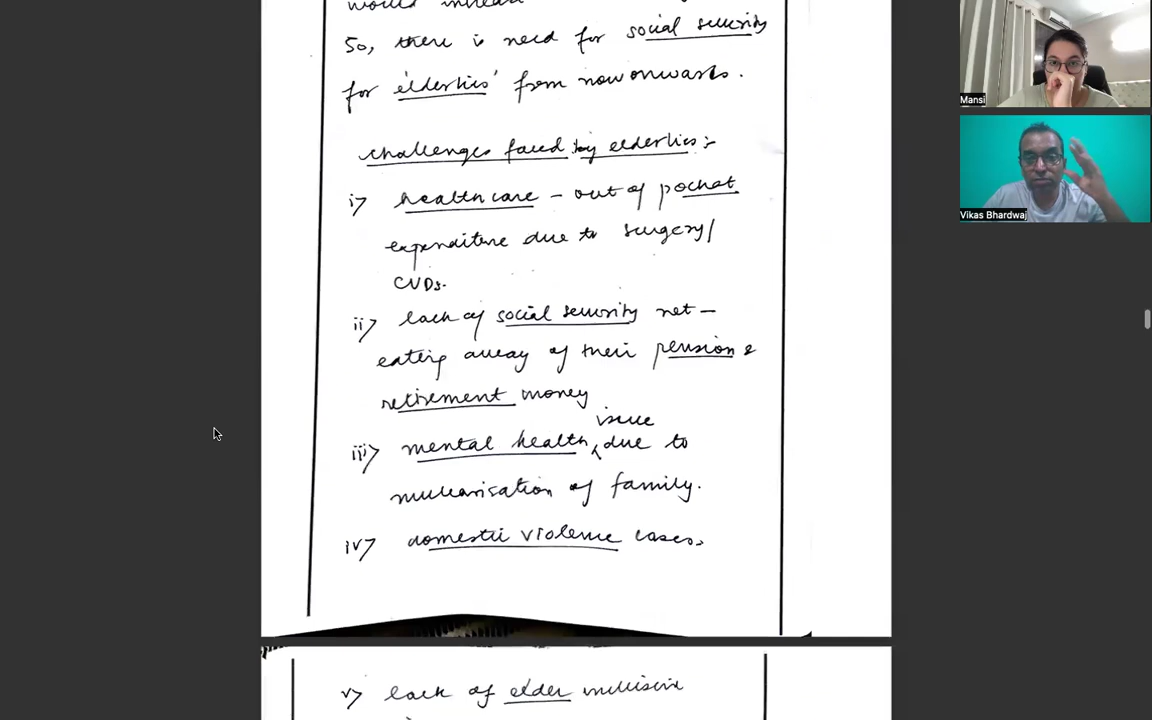 would instead
So, there is need for social security
for 'elderlies' from now onwards.
challenges faced by elderlies :-
i> healthcare - out of pocket
expenditure due to surgery/
CVDs.
ii> lack of social security net -
eating away of their pension &
retirement money
issue
iii> mental health, due to
nuclearisation of family.
iv> domestic violence cases.
v> lack of elder inclusive
Mansi
Vikas Bhardwaj